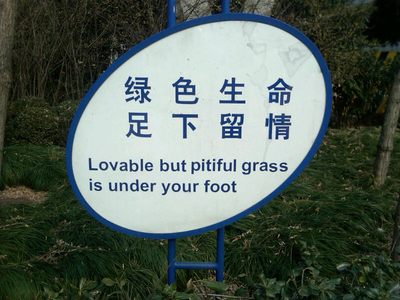 绿色生命
足下留情
Lovable but pitiful grass
is under your foot